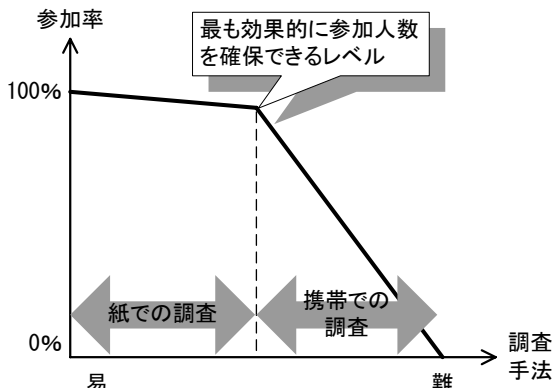 参加率
最も効果的に参加人数
を確保できるレベル
100%
紙での調査
携帯での
調査
0%
調査
手法
易
難